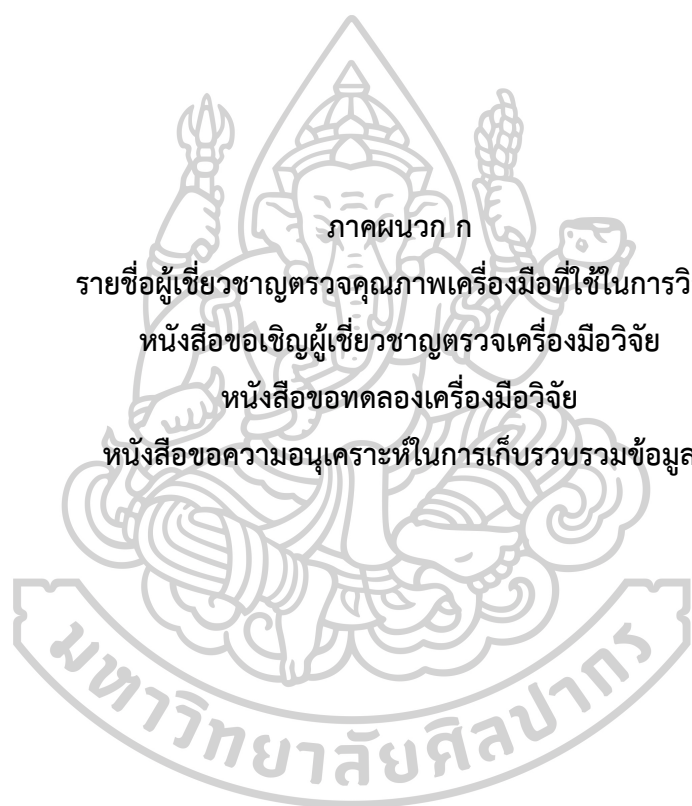 ภาคผนวก ก
รายชื่อผู้เชี่ยวชาญตรวจคุณภาพเครื่องมือที่ใช้ในการวิ
หนังสือขอเชิญผู้เชี่ยวชาญตรวจเครื่องมือวิจัย
หนังสือขอทดลองเครื่องมือวิจัย
หนังสือขอความอนุเคราะห์ในการเก็บรวบรวมข้อมูล
มหาวิทยาลัยศิลปากร